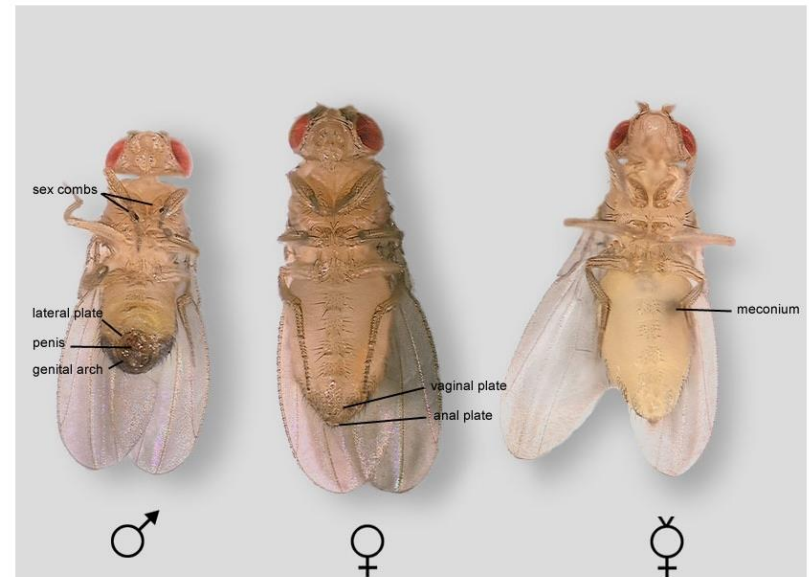 sex combs
lateral plate
penis
genital arch
vaginal plate
anal plate
meconium